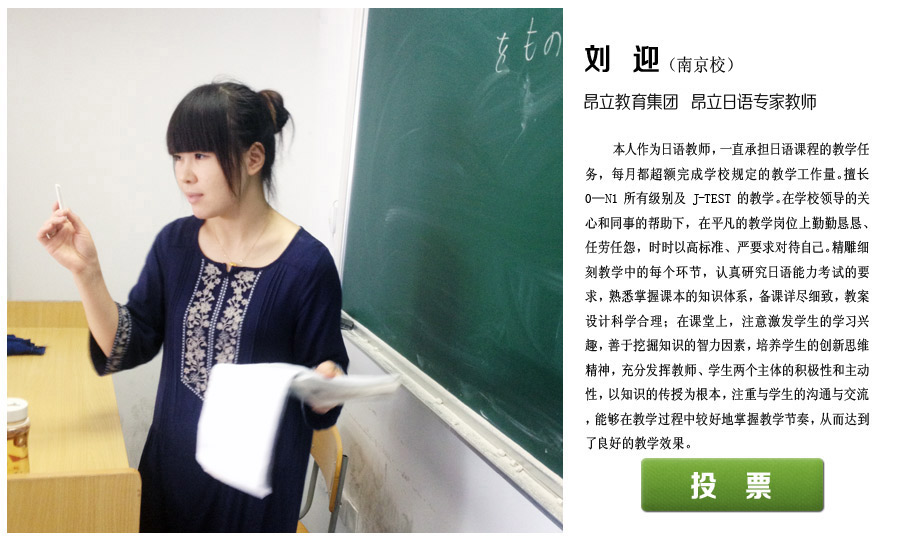 をもの
刘 迎（南京校）
昂立教育集团 昂立日语专家教师
本人作为日语教师，一直承担日语课程的教学任
务，每月都超额完成学校规定的教学工作量。擅长
0—N1 所有级别及 J-TEST 的教学。在学校领导的关
心和同事的帮助下，在平凡的教学岗位上勤勤恳恳、
任劳任怨，时时以高标准、严要求对待自己。精雕细
刻教学中的每个环节，认真研究日语能力考试的要
求，熟悉掌握课本的知识体系，备课详尽细致，教案
设计科学合理；在课堂上，注意激发学生的学习兴
趣，善于挖掘知识的智力因素，培养学生的创新思维
精神，充分发挥教师、学生两个主体的积极性和主动
性，以知识的传授为根本，注重与学生的沟通与交流
，能够在教学过程中较好地掌握教学节奏，从而达到
了良好的教学效果。
投 票